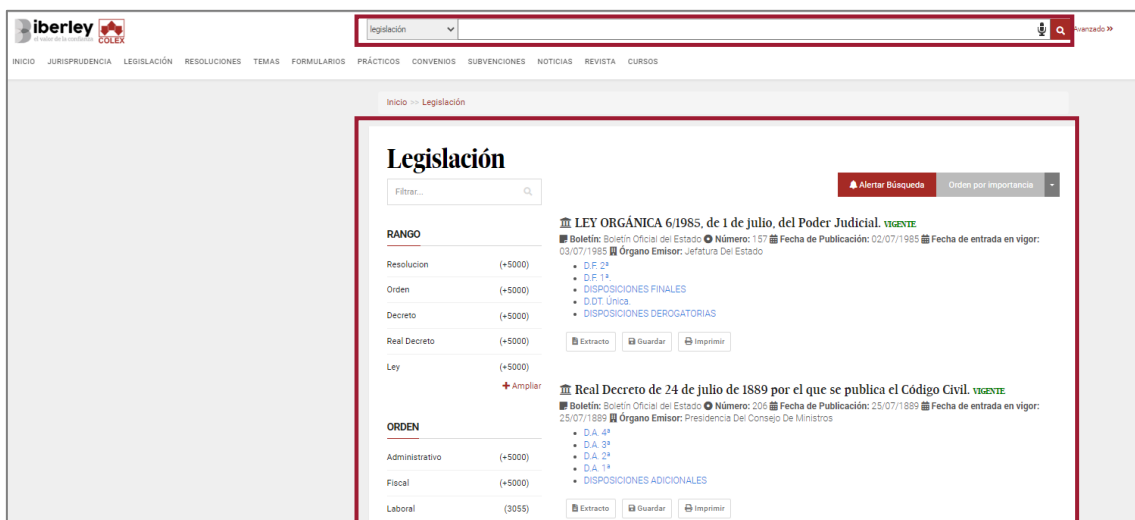 iberley
el valor de la confianza
COLEX
legislación
Avanzado »
INICIO JURISPRUDENCIA LEGISLACIÓN RESOLUCIONES TEMAS FORMULARIOS PRÁCTICOS CONVENIOS SUBVENCIONES NOTICIAS REVISTA CURSOS
Inicio >> Legislación
Legislación
Filtrar...
Alertar Búsqueda
Orden por importancia
RANGO
Resolucion (+5000)
Orden (+5000)
Decreto (+5000)
Real Decreto (+5000)
Ley (+5000)
+ Ampliar
ORDEN
Administrativo (+5000)
Fiscal (+5000)
Laboral (3055)
LEY ORGÁNICA 6/1985, de 1 de julio, del Poder Judicial. VIGENTE
Boletín: Boletín Oficial del Estado Número: 157 Fecha de Publicación: 02/07/1985 Fecha de entrada en vigor:
03/07/1985 Órgano Emisor: Jefatura Del Estado
• D.F. 2ª
• D.F. 1ª.
• DISPOSICIONES FINALES
• D.DT. Única.
• DISPOSICIONES DEROGATORIAS
Extracto Guardar Imprimir
Real Decreto de 24 de julio de 1889 por el que se publica el Código Civil. VIGENTE
Boletín: Boletín Oficial del Estado Número: 206 Fecha de Publicación: 25/07/1889 Fecha de entrada en vigor:
25/07/1889 Órgano Emisor: Presidencia Del Consejo De Ministros
• D.A. 4ª
• D.A. 3ª
• D.A. 2ª
• D.A. 1ª
• DISPOSICIONES ADICIONALES
Extracto Guardar Imprimir